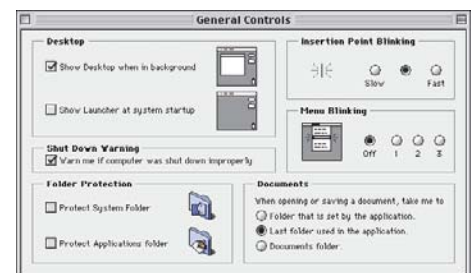 General Controls
Desktop
Show Desktop when in background
Show Launcher at system startup
Shut Down Warning
Warn me if computer was shut down improperly
Folder Protection
Protect System Folder
Protect Applications folder
Insertion Point Blinking
Slow Fast
Menu Blinking
Off 1 2 3
Documents
When opening or saving a document, take me to
Folder that is set by the application.
Last folder used in the application.
Documents folder.